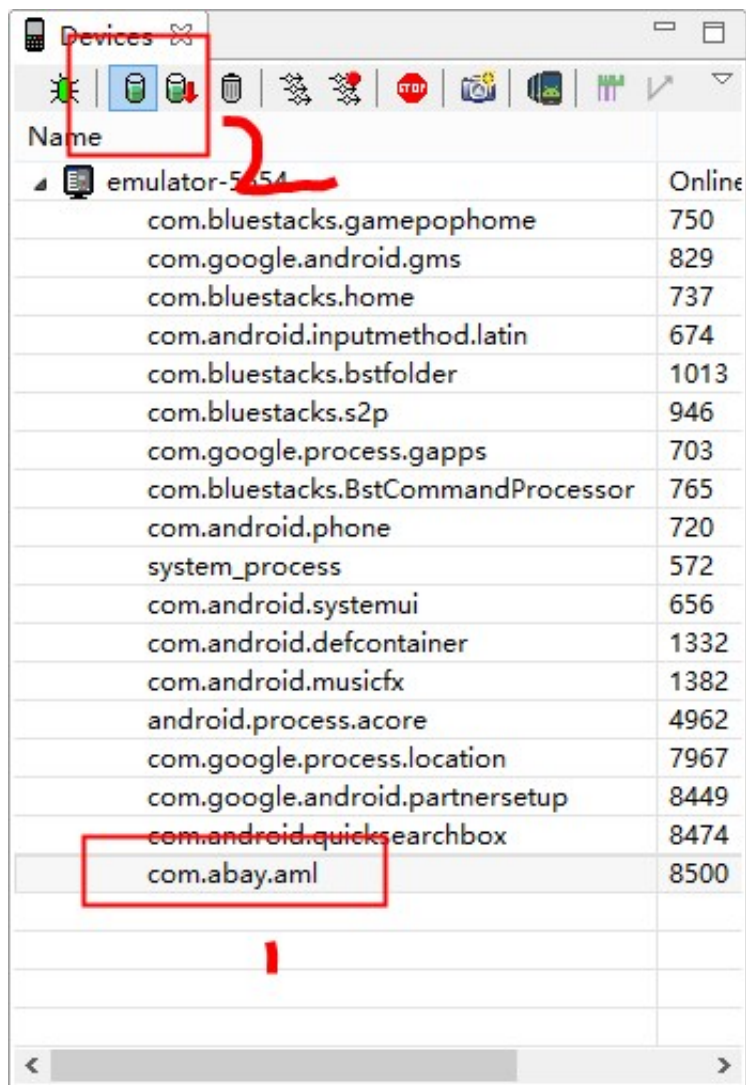 Devices
STOP
2
Name
emulator-5554 Online
com.bluestacks.gamepophome 750
com.google.android.gms 829
com.bluestacks.home 737
com.android.inputmethod.latin 674
com.bluestacks.bstfolder 1013
com.bluestacks.s2p 946
com.google.process.gapps 703
com.bluestacks.BstCommandProcessor 765
com.android.phone 720
system_process 572
com.android.systemui 656
com.android.defcontainer 1332
com.android.musicfx 1382
android.process.acore 4962
com.google.process.location 7967
com.google.android.partnersetup 8449
com.android.quicksearchbox 8474
com.abay.aml 8500
1